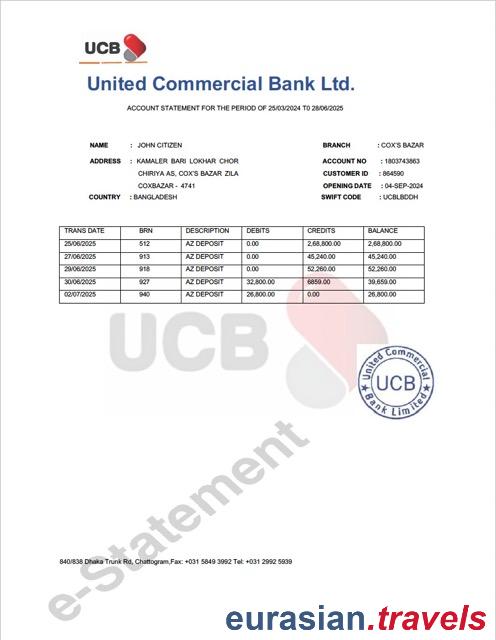 UCB
United Commercial Bank Ltd.
ACCOUNT STATEMENT FOR THE PERIOD OF 25/03/2024 T0 28/06/2025
NAME : JOHN CITIZEN BRANCH : COX'S BAZAR
ADDRESS : KAMALER BARI LOKHAR CHOR ACCOUNT NO : 1803743863
CHIRIYA AS, COX'S BAZAR ZILA CUSTOMER ID : 864590
COXBAZAR - 4741 OPENING DATE : 04-SEP-2024
COUNTRY : BANGLADESH SWIFT CODE : UCBLBDDH
TRANS DATE BRN DESCRIPTION DEBITS CREDITS BALANCE
25/06/2025 512 AZ DEPOSIT 0.00 2,68,800.00 2,68,800.00
27/06/2025 913 AZ DEPOSIT 0.00 45,240.00 45,240.00
29/06/2025 918 AZ DEPOSIT 0.00 52,260.00 52,260.00
30/06/2025 927 AZ DEPOSIT 32,800.00 6859.00 39,659.00
02/07/2025 940 AZ DEPOSIT 26,800.00 0.00 26,800.00
UCB
United Commercial
UCB
Bank Limited
e-Statement
840/838 Dhaka Trunk Rd, Chattogram,Fax: +031 5849 3992 Tel: +031 2992 5939
eurasian.travels